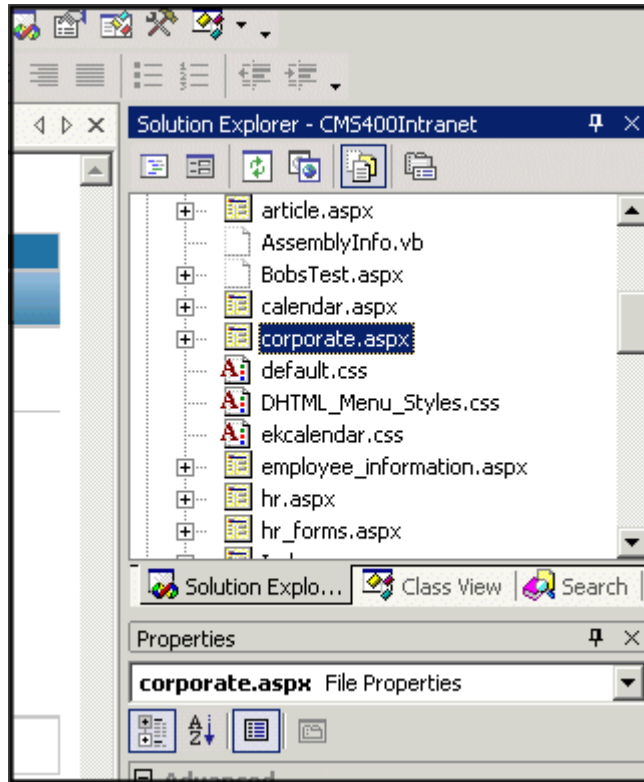 Solution Explorer - CMS400Intranet
article.aspx
AssemblyInfo.vb
BobsTest.aspx
calendar.aspx
corporate.aspx
default.css
DHTML_Menu_Styles.css
ekcalendar.css
employee_information.aspx
hr.aspx
hr_forms.aspx
Solution Explo... Class View Search
Properties
corporate.aspx File Properties
Advanced